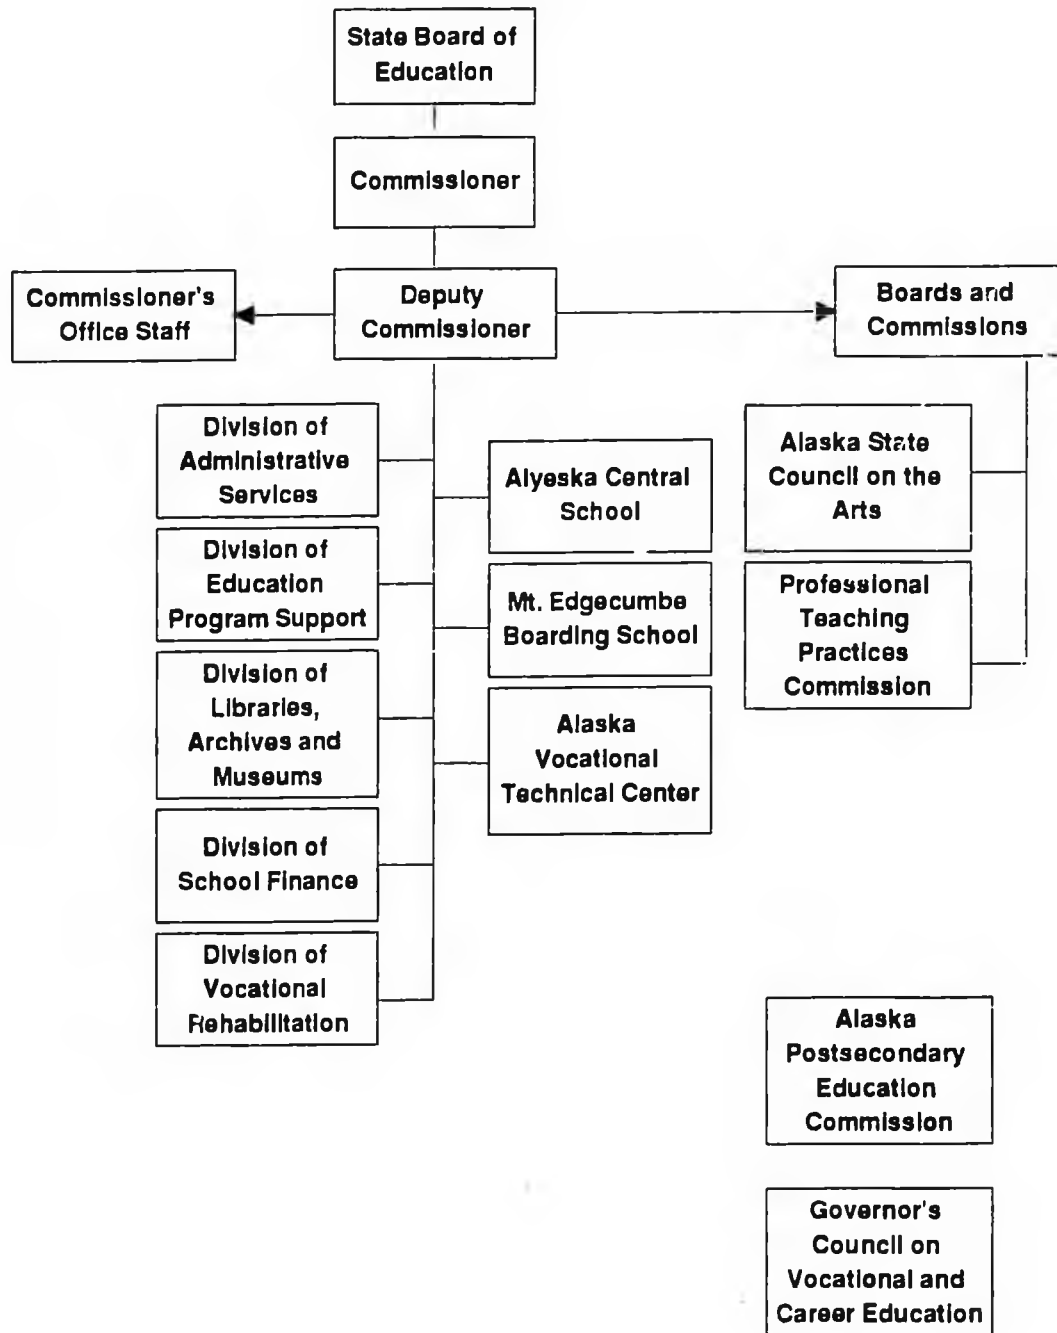 State Board of
Education
Commissioner
Commissioner's
Office Staff
Deputy
Commissioner
Boards and
Commissions
Division of
Administrative
Services
Division of
Education
Program Support
Division of
Libraries,
Archives and
Museums
Division of
School Finance
Division of
Vocational
Rehabilitation
Alyeska Central
School
Mt. Edgecumbe
Boarding School
Alaska
Vocational
Technical Center
Alaska State
Council on the
Arts
Professional
Teaching
Practices
Commission
Alaska
Postsecondary
Education
Commission
Governor's
Council on
Vocational and
Career Education